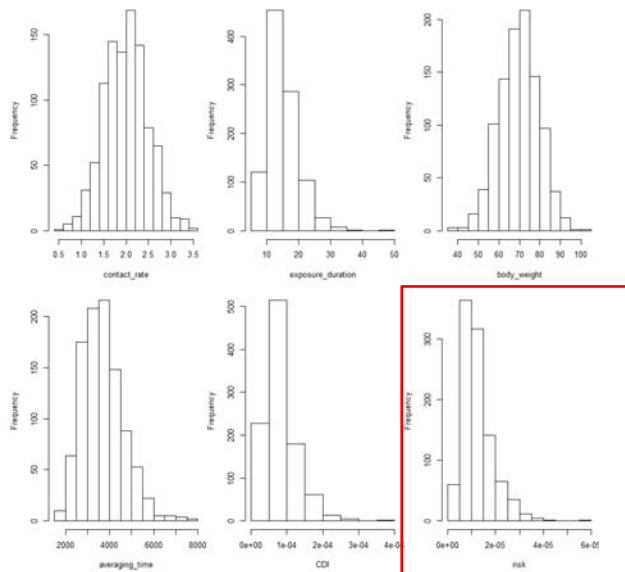 Frequency
0 50 100 150
0.5 1.0 1.5 2.0 2.5 3.0 3.5
contact_rate
Frequency
0 100 200 300 400
10 20 30 40 50
exposure_duration
Frequency
0 50 100 150 200
40 50 60 70 80 90 100
body_weight
Frequency
0 50 100 150 200
2000 4000 6000 8000
averaging_time
Frequency
0 100 200 300 400 500
0e+00 1e-04 2e-04 3e-04 4e-0
CDI
Frequency
0 100 200 300
0e+00 2e-05 4e-05 6e-05
risk